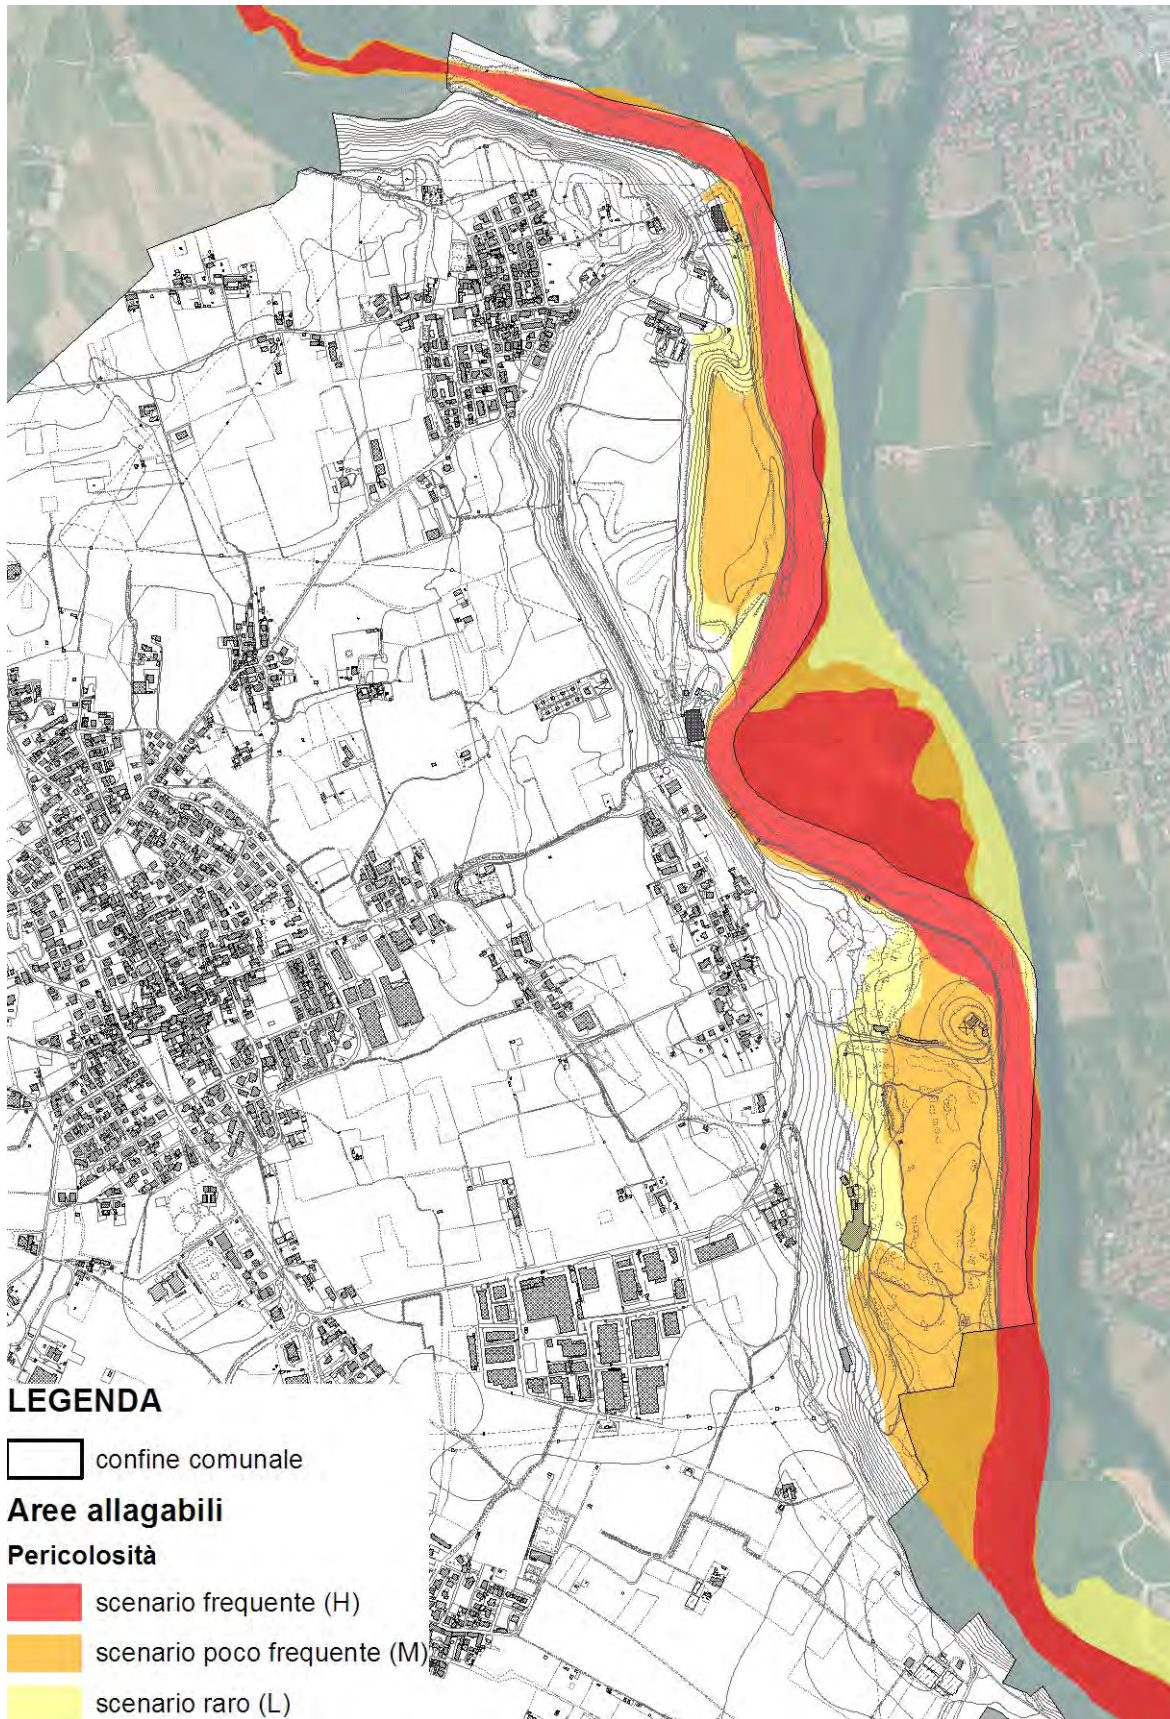 LEGENDA
confine comunale
Aree allagabili
Pericolosità
scenario frequente (H)
scenario poco frequente (M)
scenario raro (L)